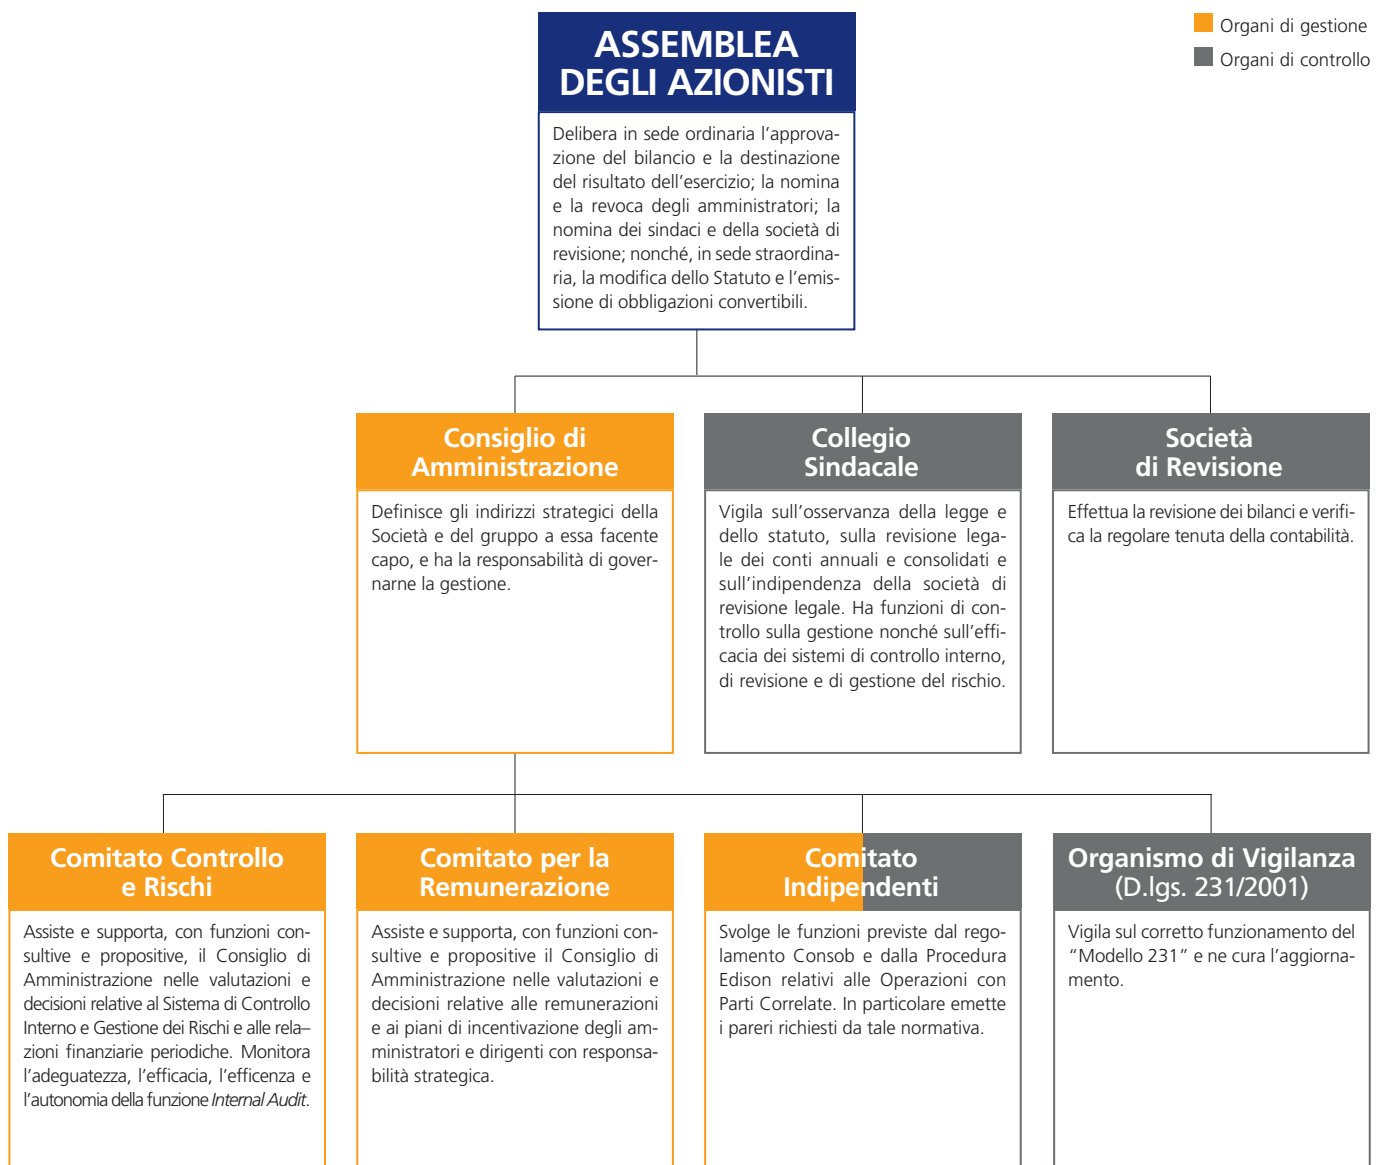 ASSEMBLEA
DEGLI AZIONISTI
Delibera in sede ordinaria l'approva-
zione del bilancio e la destinazione
del risultato dell'esercizio; la nomina
e la revoca degli amministratori; la
nomina dei sindaci e della società di
revisione; nonché, in sede straordina-
ria, la modifica dello Statuto e l'emis-
sione di obbligazioni convertibili.
Organi di gestione
Organi di controllo
Consiglio di
Amministrazione
Definisce gli indirizzi strategici della
Società e del gruppo a essa facente
capo, e ha la responsabilità di gover-
narne la gestione.
Collegio
Sindacale
Vigila sull'osservanza della legge e
dello statuto, sulla revisione lega-
le dei conti annuali e consolidati e
sull'indipendenza della società di
revisione legale. Ha funzioni di con-
trollo sulla gestione nonché sull'effi-
cacia dei sistemi di controllo interno,
di revisione e di gestione del rischio.
Società
di Revisione
Effettua la revisione dei bilanci e verifi-
ca la regolare tenuta della contabilità.
Comitato Controllo
e Rischi
Assiste e supporta, con funzioni con-
sultive e propositive, il Consiglio di
Amministrazione nelle valutazioni e
decisioni relative al Sistema di Controllo
Interno e Gestione dei Rischi e alle rela–
zioni finanziarie periodiche. Monitora
l'adeguatezza, l'efficacia, l'efficenza e
l'autonomia della funzione Internal Audit.
Comitato per la
Remunerazione
Assiste e supporta, con funzioni con-
sultive e propositive il Consiglio di
Amministrazione nelle valutazioni e
decisioni relative alle remunerazioni
e ai piani di incentivazione degli am-
ministratori e dirigenti con responsa-
bilità strategica.
Comitato
Indipendenti
Svolge le funzioni previste dal rego-
lamento Consob e dalla Procedura
Edison relativi alle Operazioni con
Parti Correlate. In particolare emette
i pareri richiesti da tale normativa.
Organismo di Vigilanza
(D.lgs. 231/2001)
Vigila sul corretto funzionamento del
"Modello 231" e ne cura l'aggiorna-
mento.